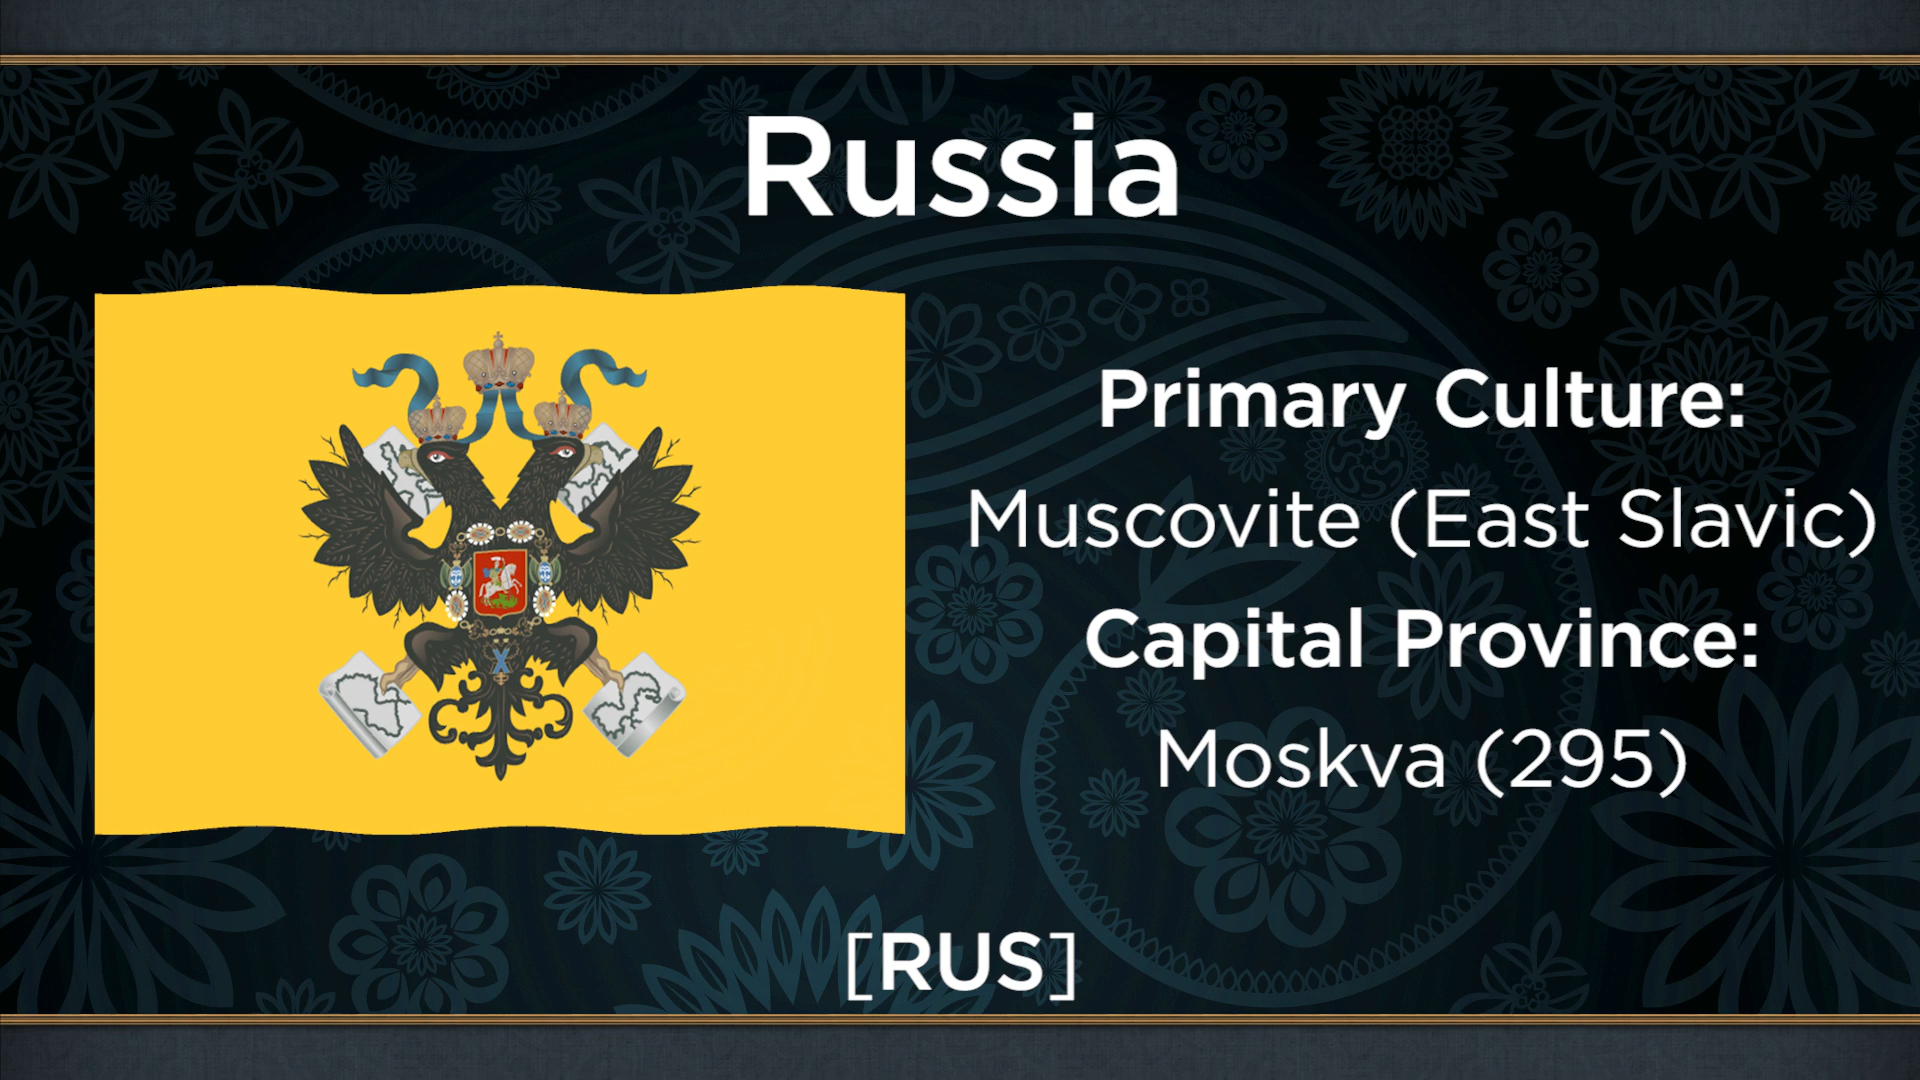 Russia
Primary Culture:
Muscovite (East Slavic)
Capital Province:
Moskva (295)
[RUS]